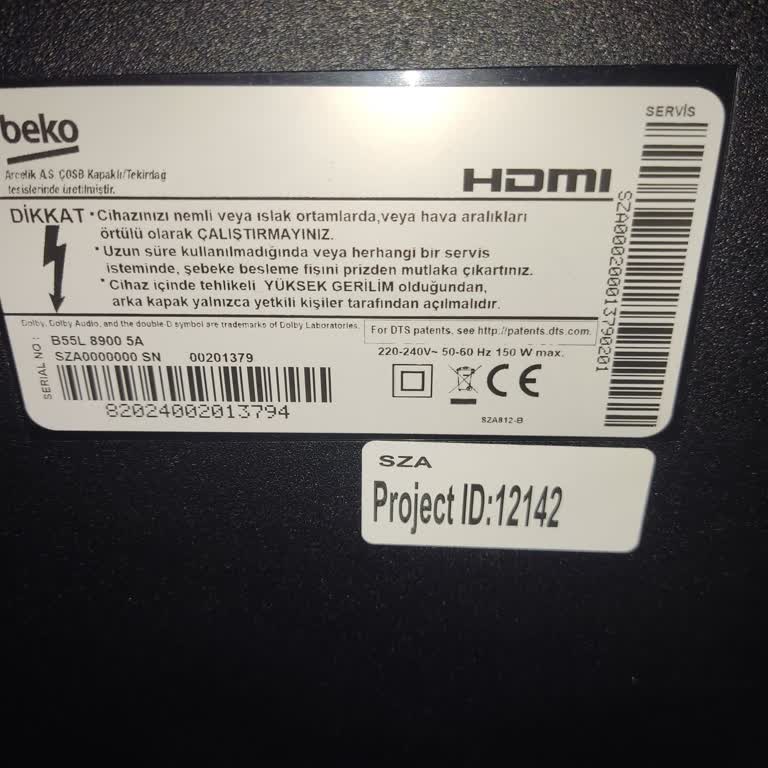 beko
Arcelik A.S. ÇOSB Kapaklı/Tekirdag
tesislerinde üretilmiştir.
HDMI
SERVİS
DİKKAT
• Cihazınızı nemli veya ıslak ortamlarda,veya hava aralıkları
örtülü olarak ÇALIŞTIRMAYINIZ.
• Uzun süre kullanılmadığında veya herhangi bir servis
isteminde, şebeke besleme fişini prizden mutlaka çıkartınız.
• Cihaz içinde tehlikeli YÜKSEK GERİLİM olduğundan,
arka kapak yalnızca yetkili kişiler tarafından açılmalıdır.
Dolby, Dolby Audio, and the double-D symbol are trademarks of Dolby Laboratories.
For DTS patents, see http://patents.dts.com.
SERIAL NO :
B55L 8900 5A
SZA0000000 SN 00201379
82024002013794
220-240V~ 50-60 Hz 150 W max.
CE
SZA812-B
SZA
Project ID:12142